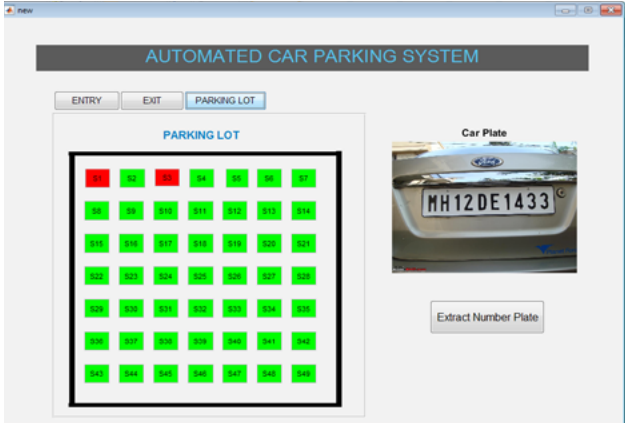 new
AUTOMATED CAR PARKING SYSTEM
ENTRY EXIT PARKING LOT
PARKING LOT
Car Plate
S1 S2 S3 S4 S5 S6 S7
S8 S9 S10 S11 S12 S13 S14
S15 S16 S17 S18 S19 S20 S21
S22 S23 S24 S25 S26 S27 S28
S29 S30 S31 S32 S33 S34 S35
S36 S37 S38 S39 S40 S41 S42
S43 S44 S45 S46 S47 S48 S49
Ford
MH12DE1433
Extract Number Plate